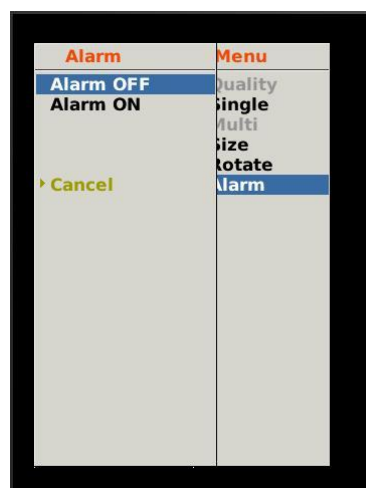 Alarm
Alarm OFF
Alarm ON
Cancel
Menu
Quality
Single
Multi
Size
Rotate
Alarm